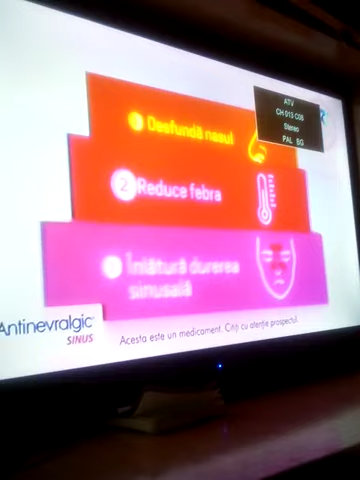 ATV
CH 013 C08
Stereo
PAL BG
1 Desfundă nasul
2 Reduce febra
Înlătură durerea
sinusală
Antinevralgic
SINUS
Acesta este un medicament. Citiți cu atenție prospectul.